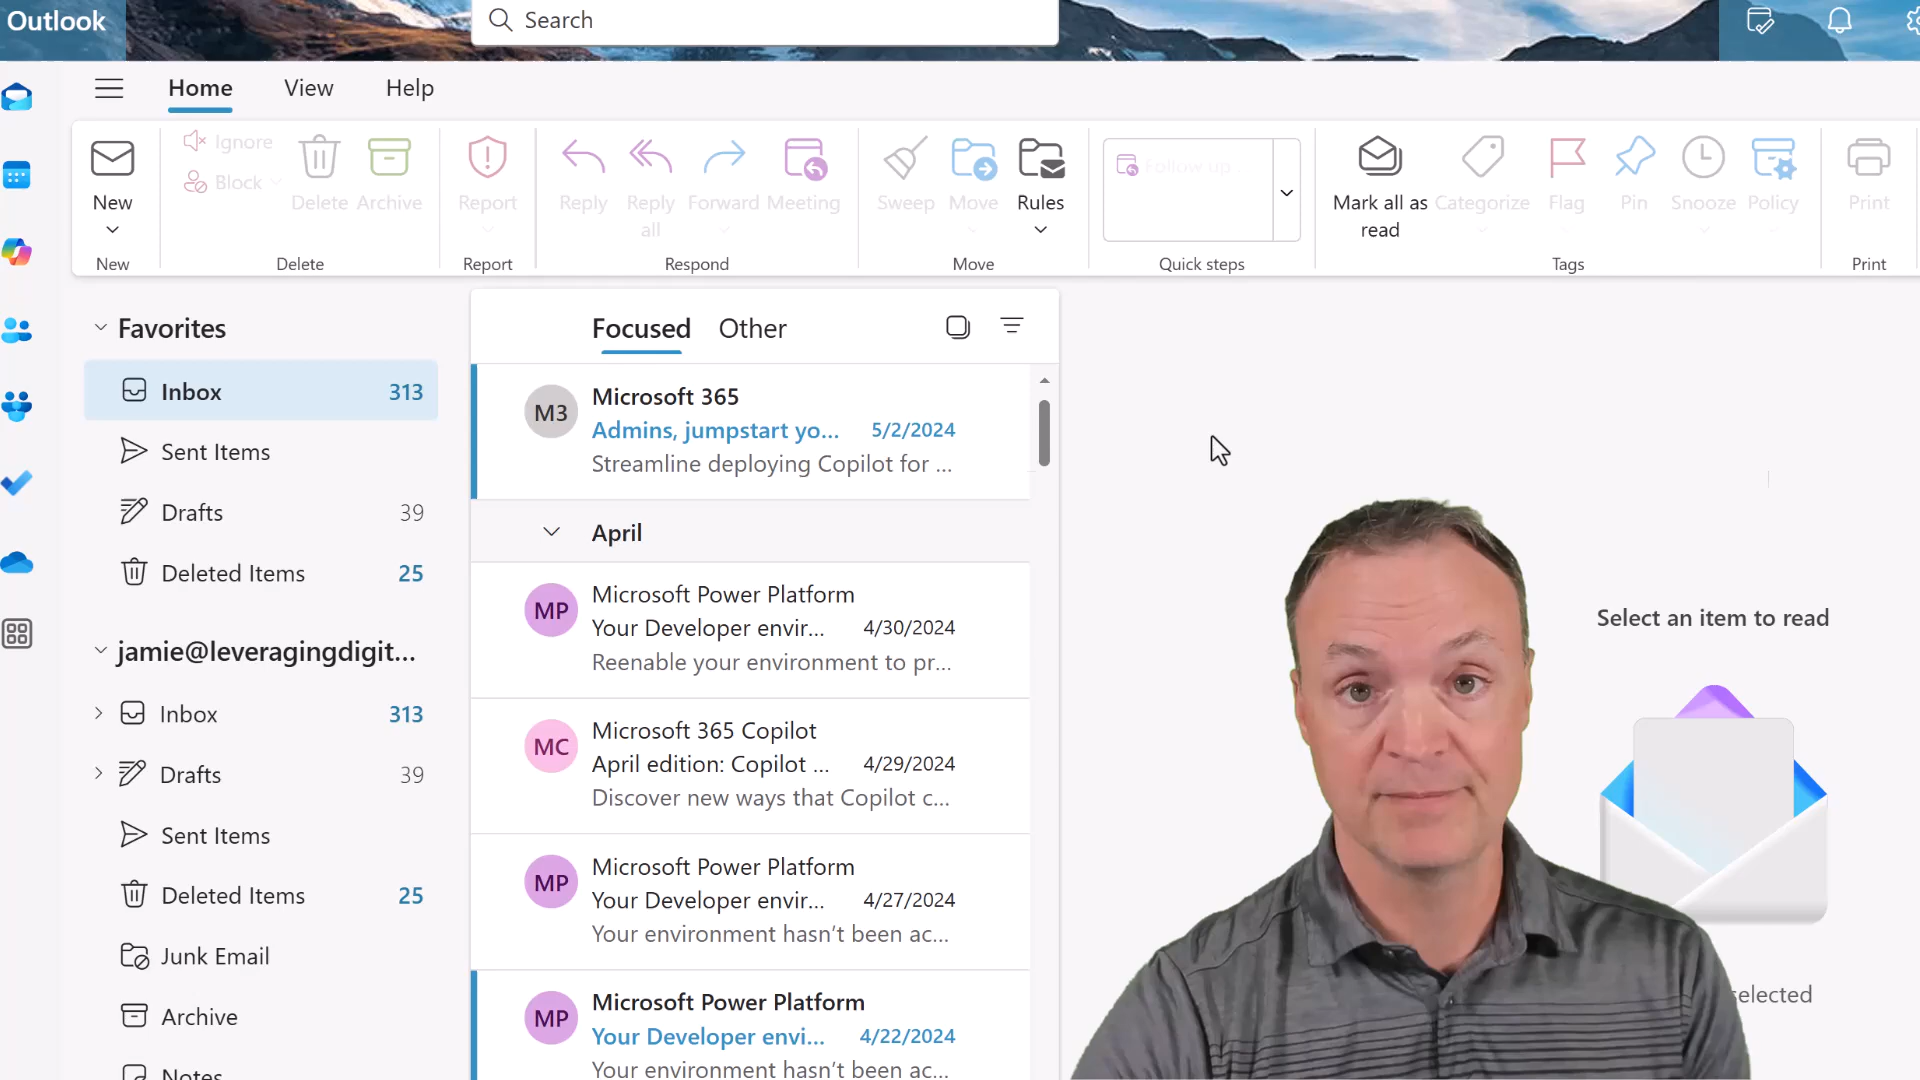 Outlook
Search
Home
View
Help
New
Ignore
Block
Delete
Archive
Report
Reply
Reply all
Forward
Meeting
Sweep
Move
Rules
Follow up
Mark all as read
Categorize
Flag
Pin
Snooze
Policy
Print
New
Delete
Report
Respond
Move
Quick steps
Tags
Print
Favorites
Inbox 313
Sent Items
Drafts 39
Deleted Items 25
jamie@leveragingdigit...
Inbox 313
Drafts 39
Sent Items
Deleted Items 25
Junk Email
Archive
Notes
Focused
Other
M3
Microsoft 365
Admins, jumpstart yo... 5/2/2024
Streamline deploying Copilot for ...
April
MP
Microsoft Power Platform
Your Developer envir... 4/30/2024
Reenable your environment to pr...
MC
Microsoft 365 Copilot
April edition: Copilot ... 4/29/2024
Discover new ways that Copilot c...
MP
Microsoft Power Platform
Your Developer envir... 4/27/2024
Your environment hasn't been ac...
MP
Microsoft Power Platform
Your Developer envi... 4/22/2024
Your environment hasn't been ac...
Select an item to read
selected